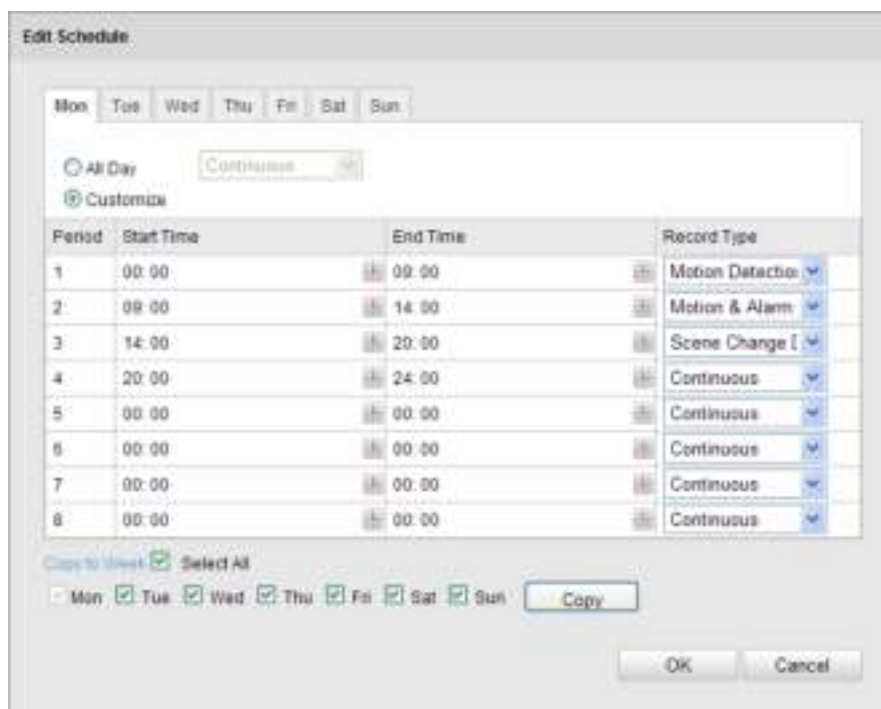 Edit Schedule
Mon Tue Wed Thu Fri Sat Sun
All Day Continuous
Customize
Period Start Time End Time Record Type
1 00: 00 09: 00 Motion Detection
2 09: 00 14: 00 Motion & Alarm
3 14: 00 20: 00 Scene Change D
4 20: 00 24: 00 Continuous
5 00: 00 00: 00 Continuous
6 00: 00 00: 00 Continuous
7 00: 00 00: 00 Continuous
8 00: 00 00: 00 Continuous
Copy to Week Select All
Mon Tue Wed Thu Fri Sat Sun Copy
OK Cancel